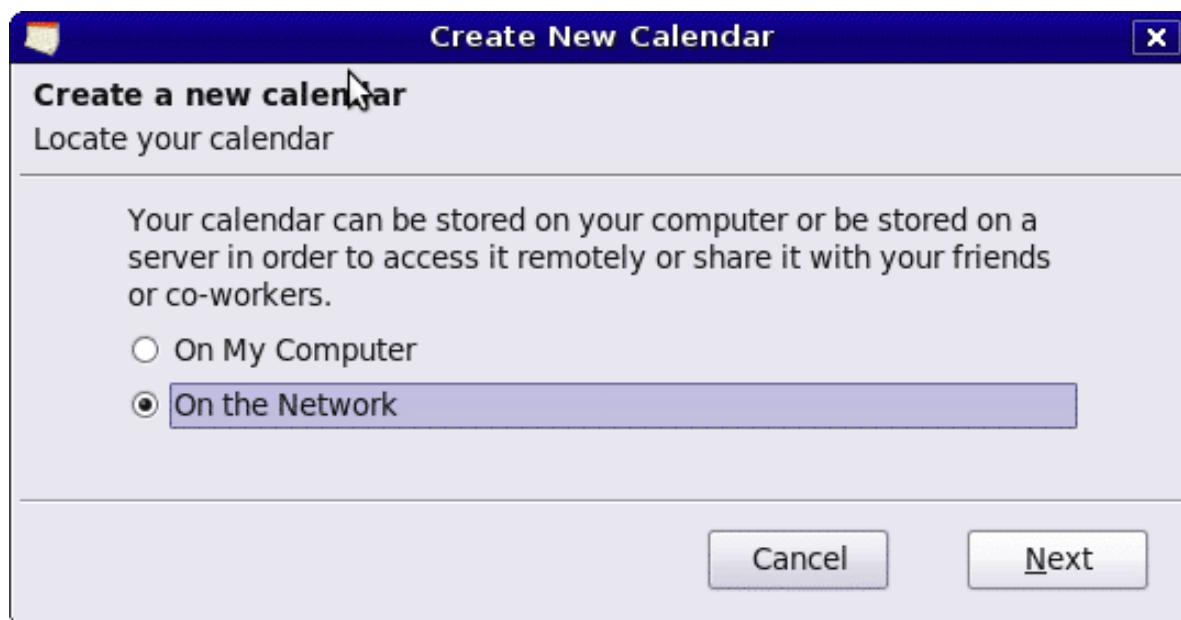 Create New Calendar
Create a new calendar
Locate your calendar
Your calendar can be stored on your computer or be stored on a
server in order to access it remotely or share it with your friends
or co-workers.
On My Computer
On the Network
Cancel
Next